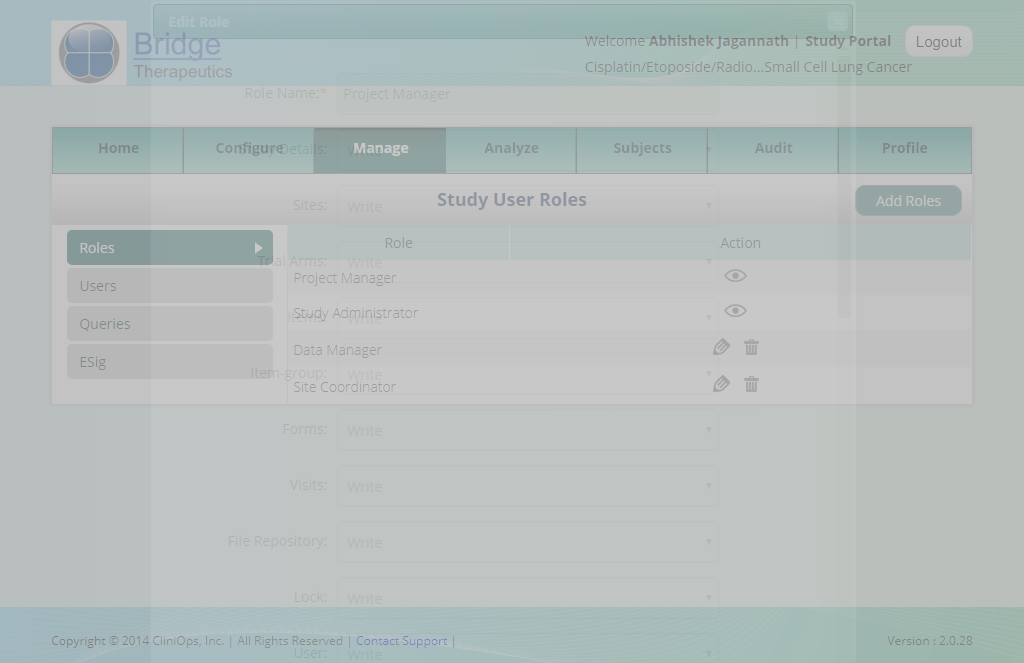 Edit Role
Bridge
Therapeutics
Welcome Abhishek Jagannath | Study Portal
Logout
Cisplatin/Etoposide/Radio...Small Cell Lung Cancer
Role Name:* Project Manager
Home Configure Manage Analyze Subjects Audit Profile
Details: Write
Study User Roles
Add Roles
Sites: Write
Roles
Users
Queries
ESig
Role Action
Trial Arms: Write
Project Manager
Study Administrator
Items: Write
Data Manager
Item-group: Write
Site Coordinator
Forms: Write
Visits: Write
File Repository: Write
Lock: Write
User: Write
Copyright © 2014 CliniOps, Inc. | All Rights Reserved | Contact Support |
Version : 2.0.28